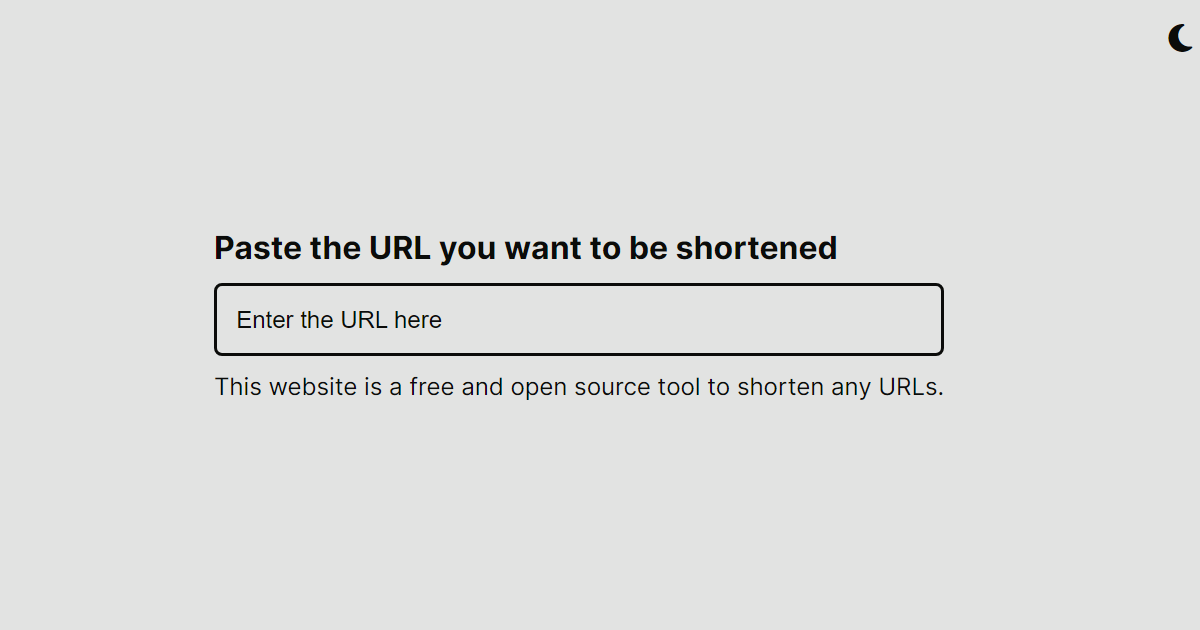 Paste the URL you want to be shortened
Enter the URL here
This website is a free and open source tool to shorten any URLs.